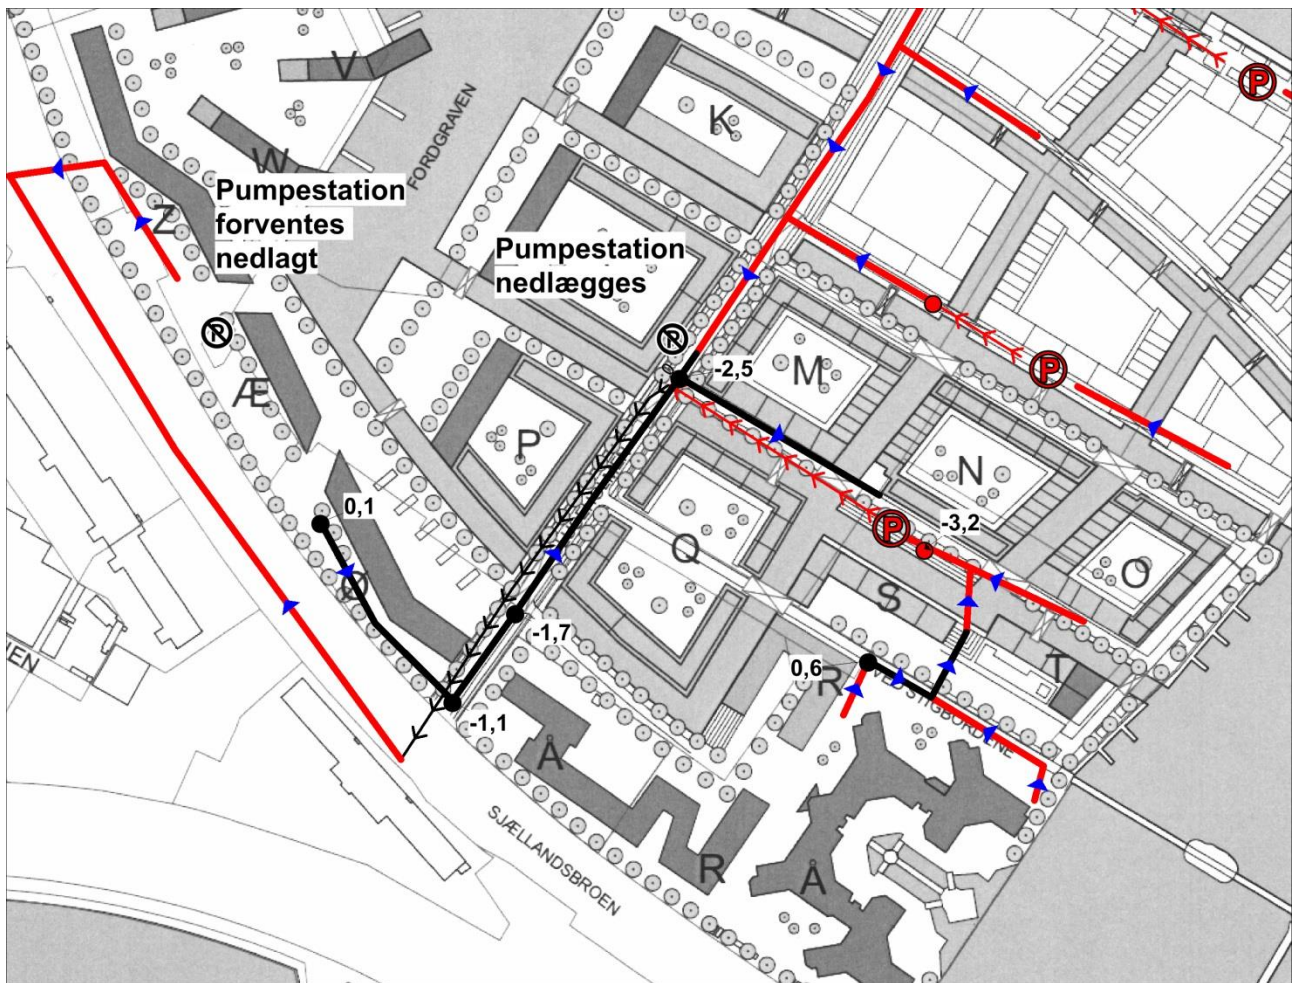 V
P
K
FORDGRAVEN
W
Pumpestation
forventes
nedlagt
Z
Pumpestation
nedlægges
P
P
-2,5
M
P
Æ
P
N
0,1
P
-3,2
Q
O
Ø
S
-1,7
0,6
R
T
STIGBORDENE
-1,1
Å
SJÆLLANDSBROEN
R
Å